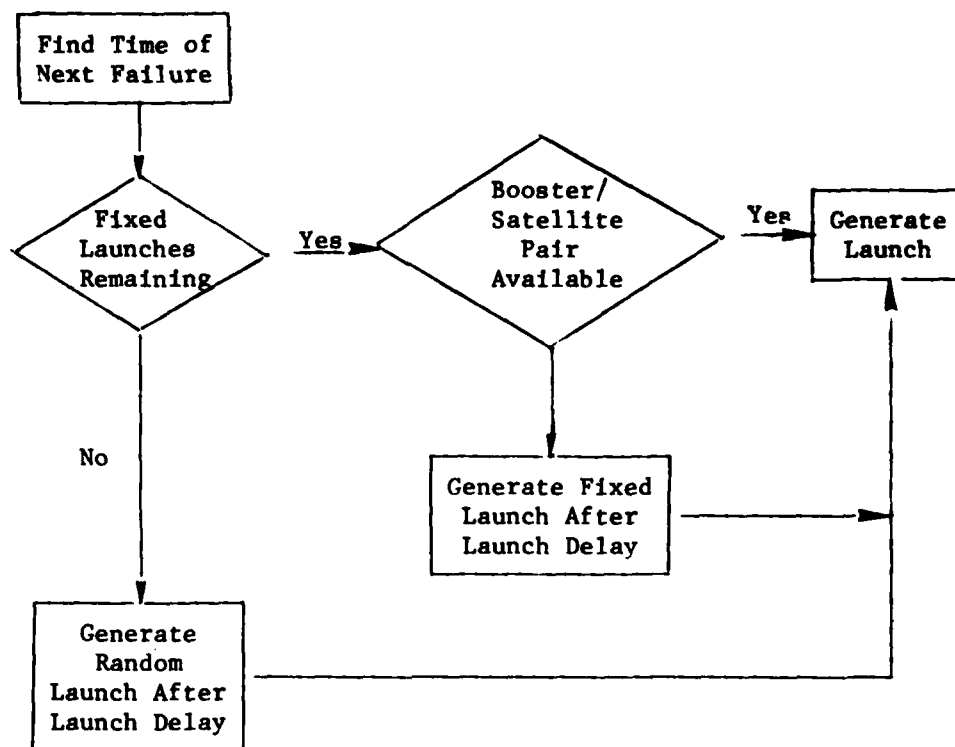 Find Time of
Next Failure
Fixed
Launches
Remaining
Yes
Booster/
Satellite
Pair
Available
Yes
Generate
Launch
No
Generate Fixed
Launch After
Launch Delay
Generate
Random
Launch After
Launch Delay